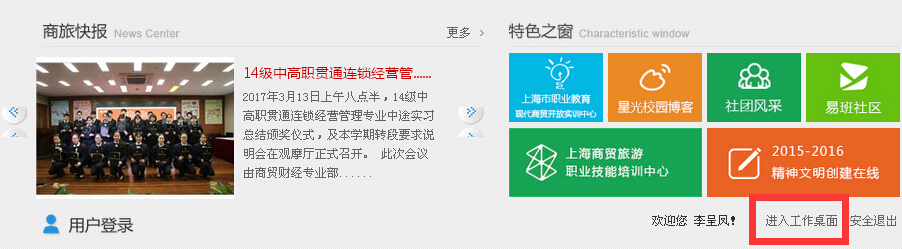 商旅快报 News Center
更多 >
14级中高职贯通连锁经营管......
2017年3月13日上午八点半，14级中
高职贯通连锁经营管理专业中途实习
总结颁奖仪式，及本学期转段要求说
明会在观摩厅正式召开。 此次会议
由商贸财经专业部......
特色之窗 Characteristic window
上海市职业教育
现代商贸开放实训中心
星光校园博客
社团风采
易班社区
上海商贸旅游
职业技能培训中心
2015-2016
精神文明创建在线
用户登录
欢迎您 李呈凤！
进入工作桌面
安全退出